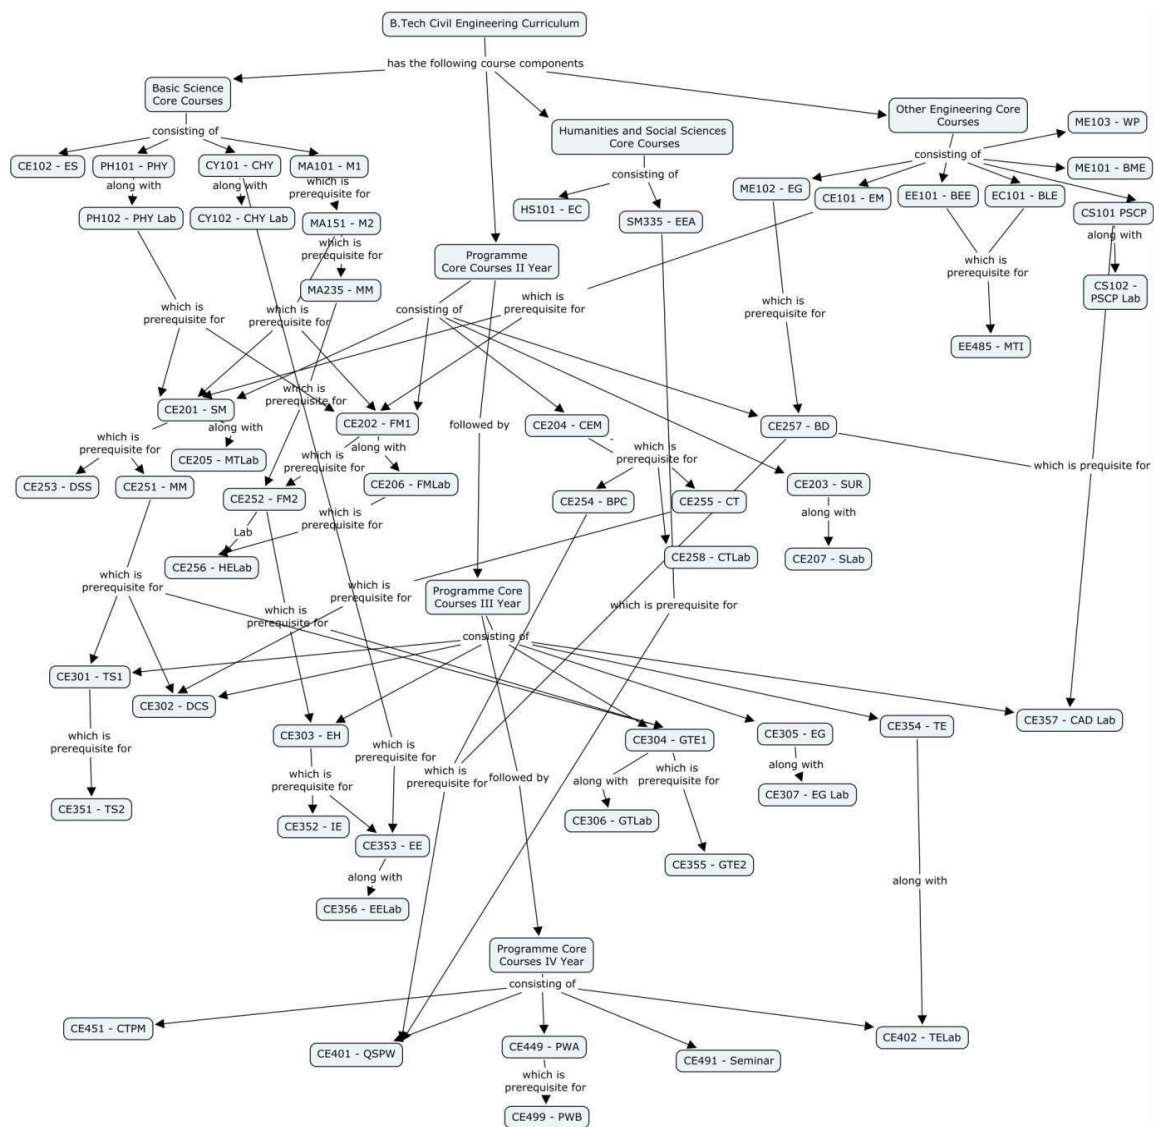 B.Tech Civil Engineering Curriculum
has the following course components
Basic Science
Core Courses
Humanities and Social Sciences
Core Courses
Other Engineering Core
Courses
ME103 - WP
consisting of
consisting of
consisting of
CE102 - ES
PH101 - PHY
CY101 - CHY
MA101 - M1
ME101 - BME
along with
along with
which is
prerequisite for
ME102 - EG
CE101 - EM
EE101 - BEE
EC101 - BLE
PH102 - PHY Lab
CY102 - CHY Lab
MA151 - M2
HS101 - EC
SM335 - EEA
CS101 PSCP
along with
which is
prerequisite for
Programme
Core Courses II Year
which is
prerequisite for
MA235 - MM
CS102 -
PSCP Lab
which is
prerequisite for
which is
prerequisite for
consisting of
which is
prerequisite for
which is
prerequisite for
EE485 - MTI
which is
prerequisite for
CE201 - SM
CE202 - FM1
CE204 - CEM
CE257 - BD
along with
followed by
which is
prerequisite for
along with
which is
prerequisite for
which is
prerequisite for
which is prequisite for
CE205 - MTLab
CE253 - DSS
CE251 - MM
CE252 - FM2
CE206 - FMLab
CE254 - BPC
CE255 - CT
CE203 - SUR
which is
prerequisite for
along with
Lab
CE256 - HELab
CE258 - CTLab
CE207 - SLab
which is
prerequisite for
which is
prerequisite for
Programme Core
Courses III Year
which is prerequisite for
which is
prerequisite for
consisting of
CE301 - TS1
CE302 - DCS
CE303 - EH
CE304 - GTE1
CE305 - EG
CE354 - TE
CE357 - CAD Lab
which is
prerequisite for
which is
prerequisite for
which is
prerequisite for
which is
prerequisite for
followed by
along with
which is
prerequisite for
along with
CE351 - TS2
CE352 - IE
CE353 - EE
CE306 - GTLab
CE307 - EG Lab
CE355 - GTE2
along with
along with
CE356 - EELab
Programme Core
Courses IV Year
consisting of
CE451 - CTPM
CE401 - QSPW
CE449 - PWA
CE491 - Seminar
CE402 - TELab
which is
prerequisite for
CE499 - PWB